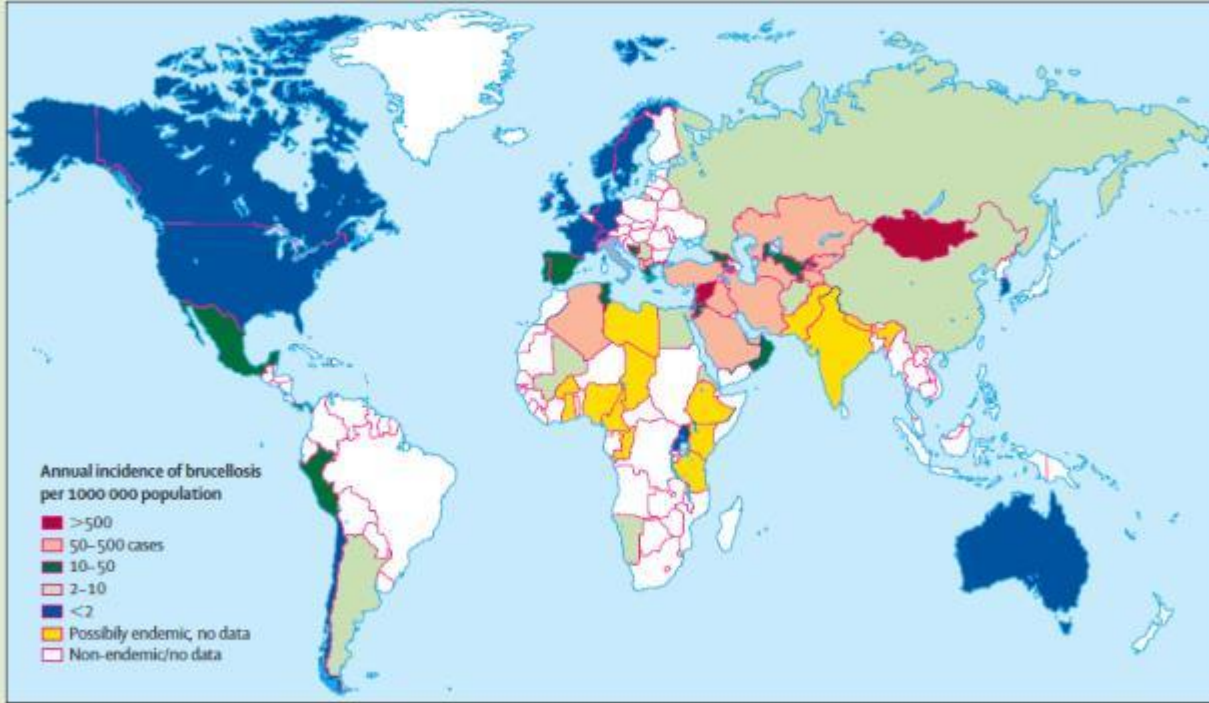 Annual incidence of brucellosis
per 1000 000 population
>500
50–500 cases
10–50
2–10
<2
Possibily endemic, no data
Non-endemic/no data